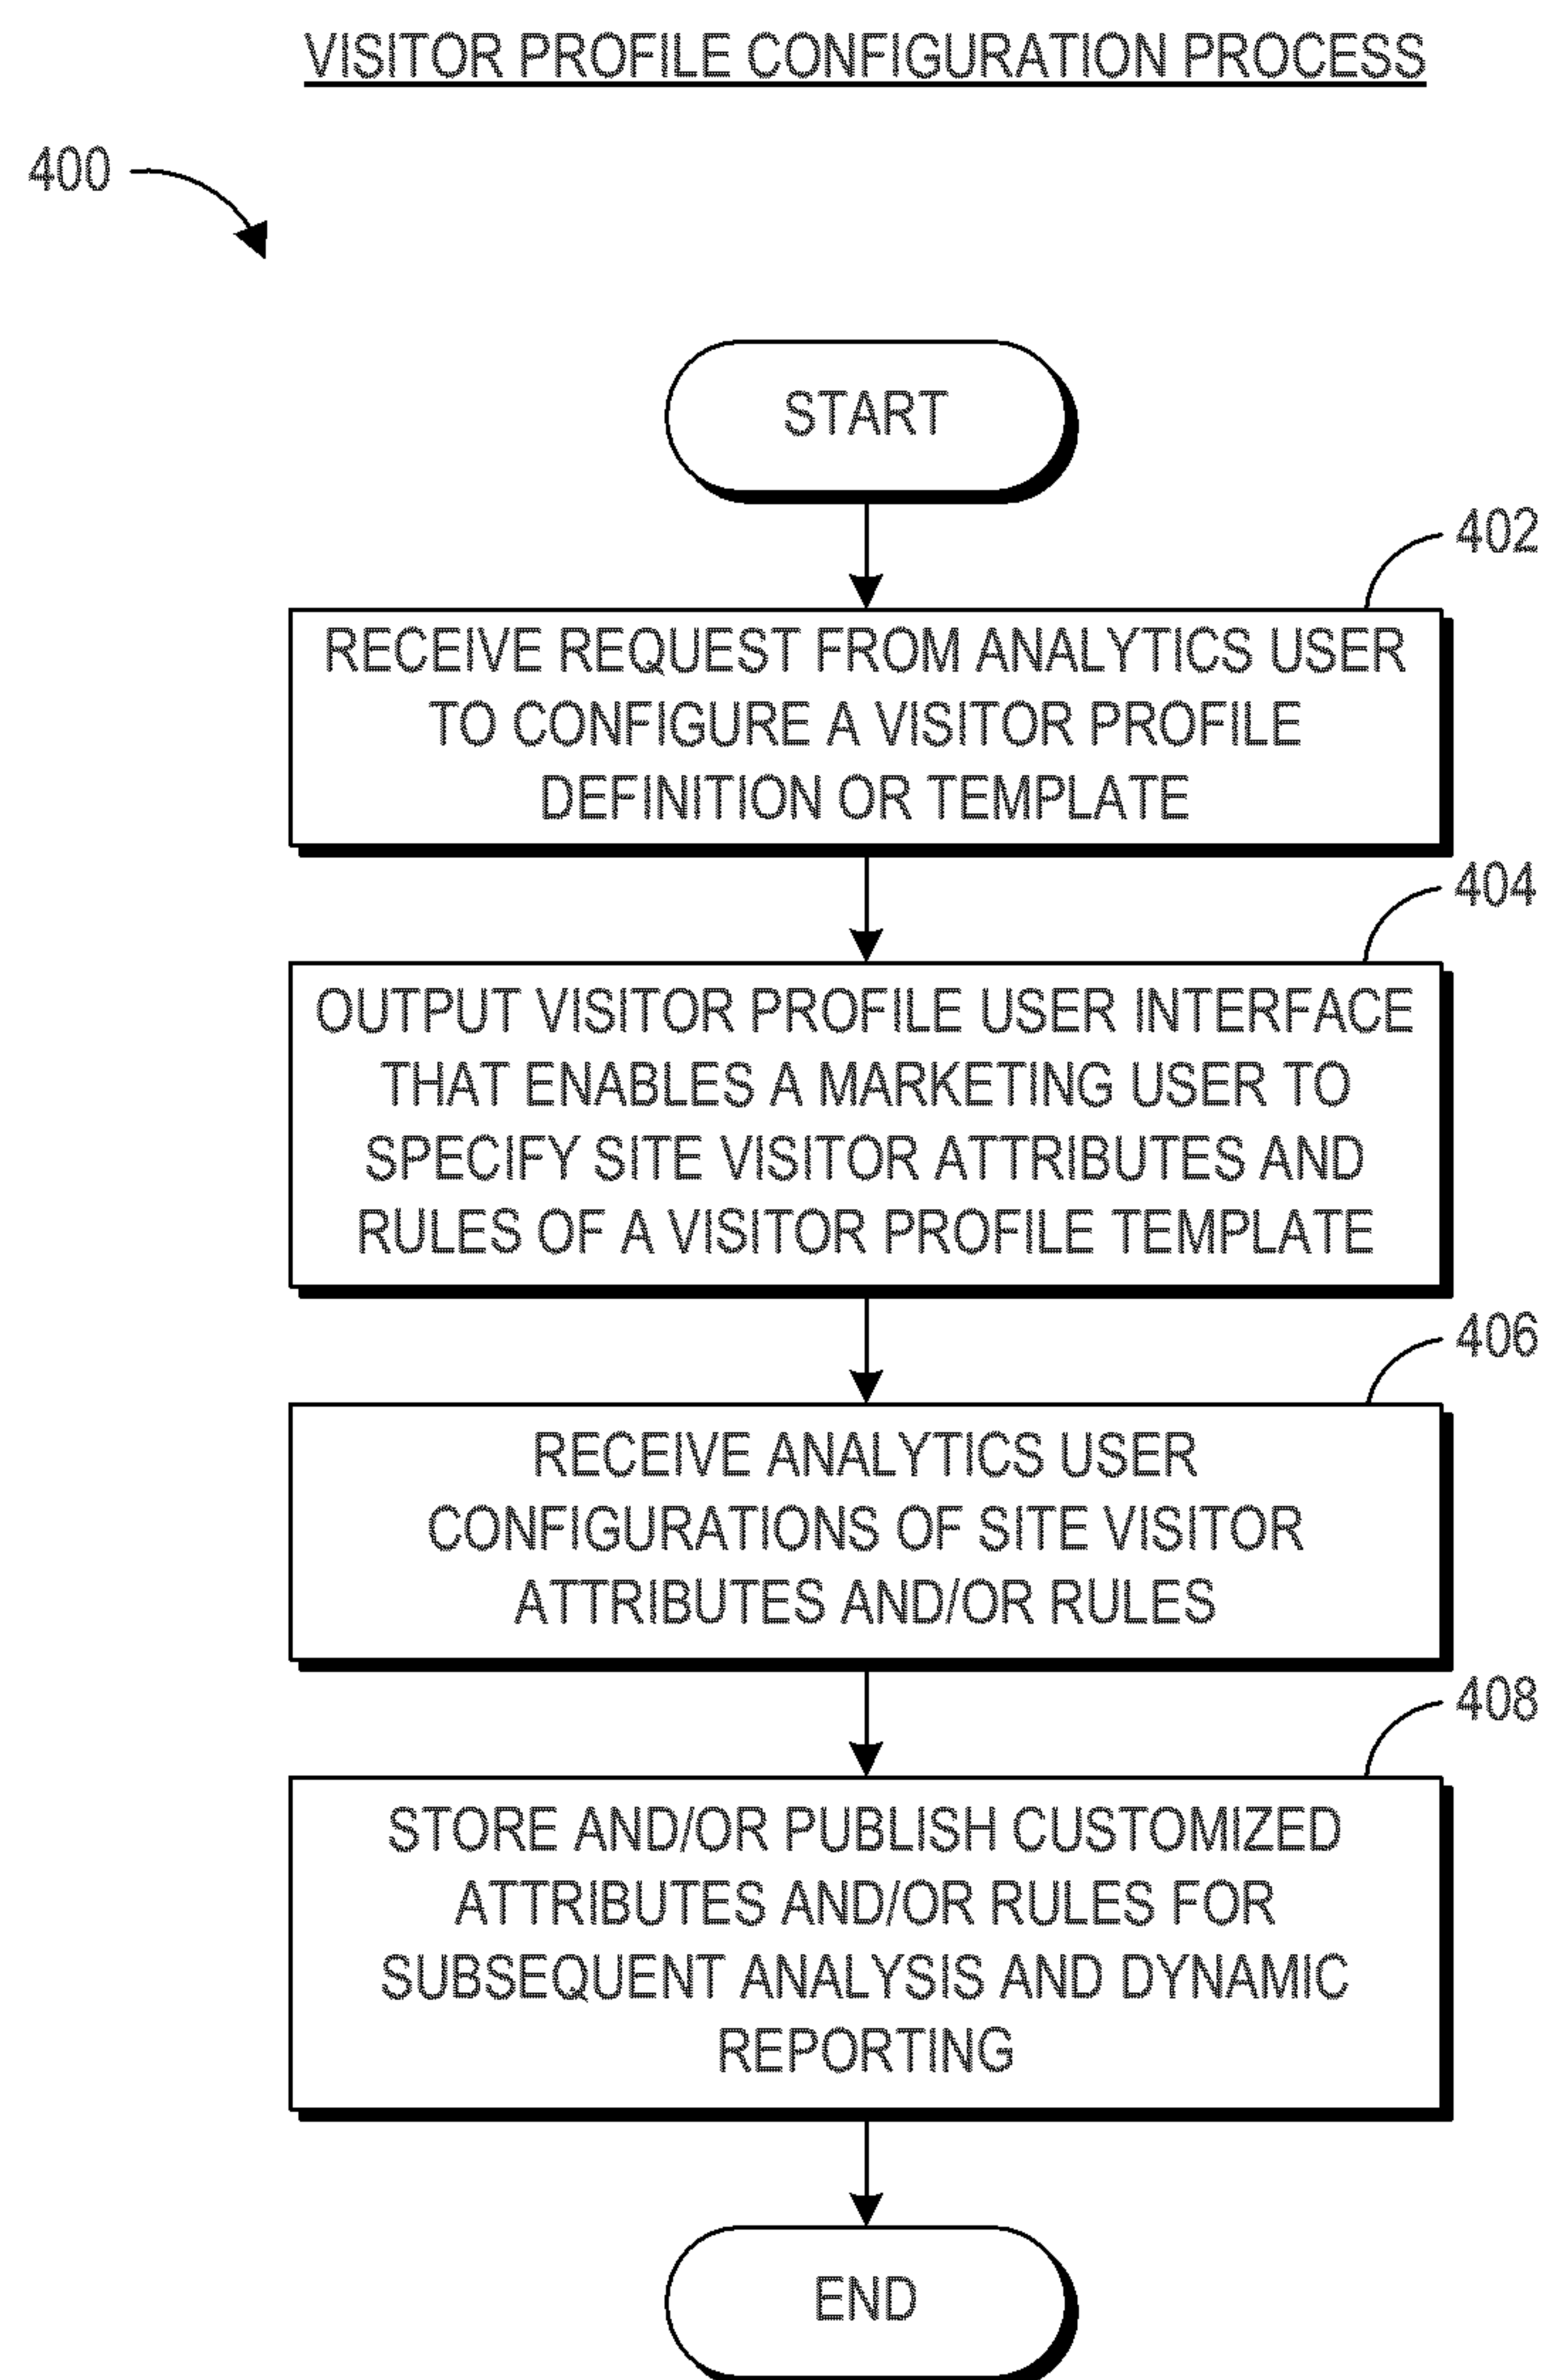 VISITOR PROFILE CONFIGURATION PROCESS
400
START
402
RECEIVE REQUEST FROM ANALYTICS USER
TO CONFIGURE A VISITOR PROFILE
DEFINITION OR TEMPLATE
404
OUTPUT VISITOR PROFILE USER INTERFACE
THAT ENABLES A MARKETING USER TO
SPECIFY SITE VISITOR ATTRIBUTES AND
RULES OF A VISITOR PROFILE TEMPLATE
406
RECEIVE ANALYTICS USER
CONFIGURATIONS OF SITE VISITOR
ATTRIBUTES AND/OR RULES
408
STORE AND/OR PUBLISH CUSTOMIZED
ATTRIBUTES AND/OR RULES FOR
SUBSEQUENT ANALYSIS AND DYNAMIC
REPORTING
END